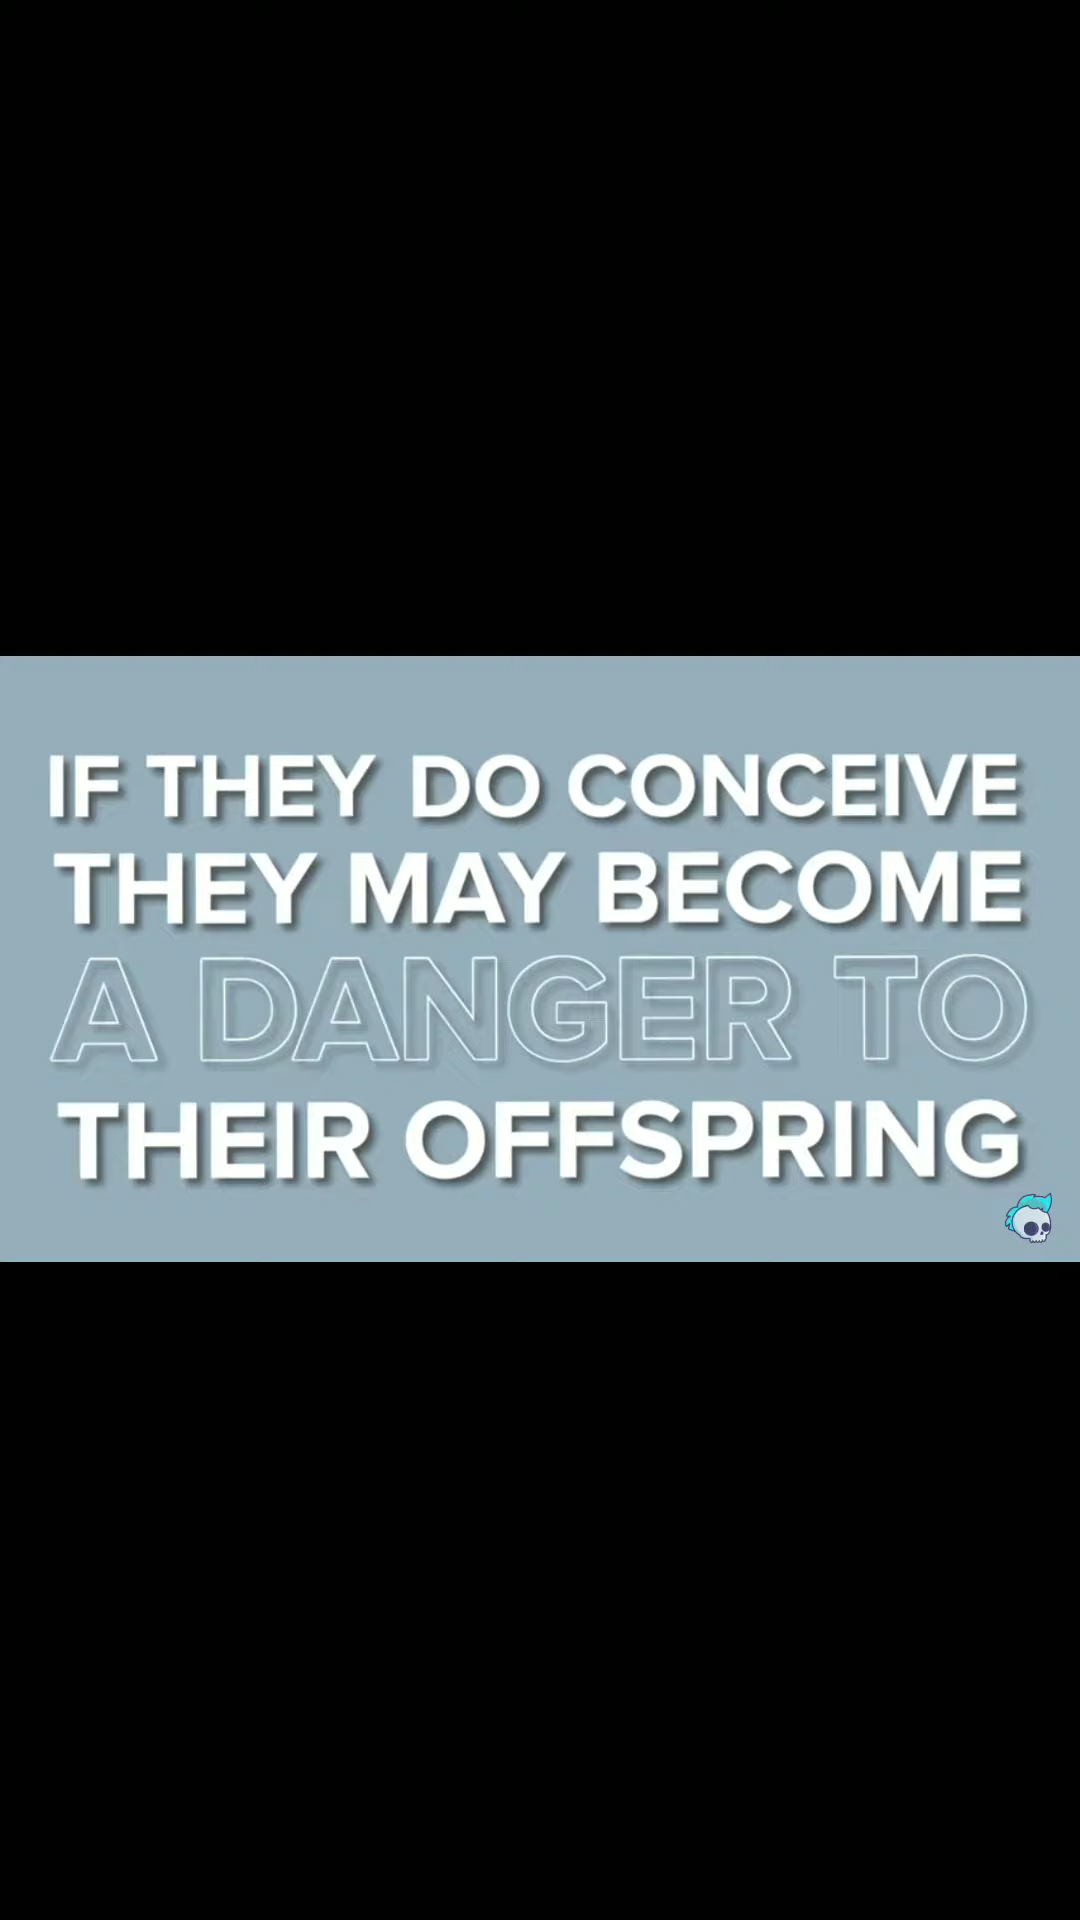 IF THEY DO CONCEIVE
THEY MAY BECOME
A DANGER TO
THEIR OFFSPRING